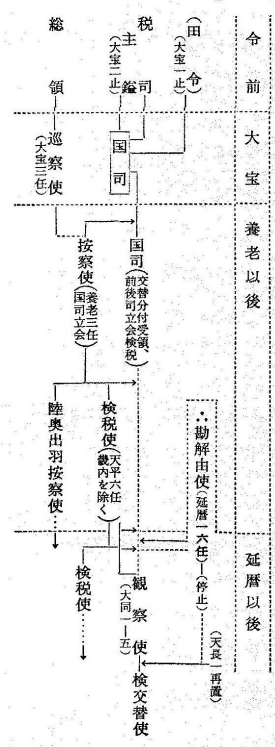 令前
大宝
養老以後
延暦以後
(田令)
(大宝一止)
税司
主鑑
(大宝二止)
総領
国司
巡察使
(大宝三任)
国司(交替分付受領、前後司立会検税)
按察使(養老三任 国司立会)
検税使(天平六任 畿内を除く)
陸奥出羽按察使…
∴勘解由使(延暦一六任)―(停止)
(天長一再置)
観察使
(大同一―五)
検交替使
検税使…